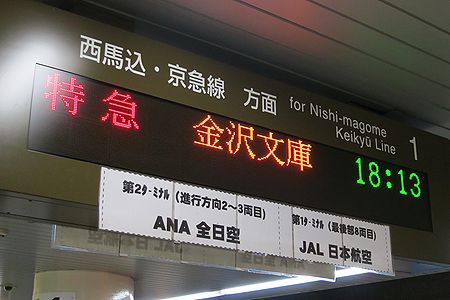 西馬込・京急線 方面 for Nishi-magome Keikyū Line 1
特急 金沢文庫 18:13
第2ターミナル (進行方向2~3両目)
ANA 全日空
第1ターミナル (最後部8両目)
JAL 日本航空